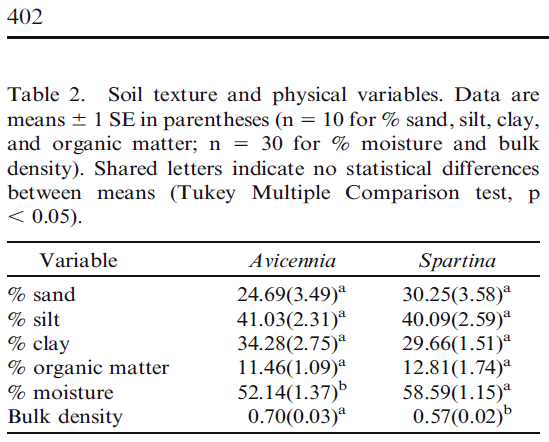 402
Table 2. Soil texture and physical variables. Data are
means ± 1 SE in parentheses (n = 10 for % sand, silt, clay,
and organic matter; n = 30 for % moisture and bulk
density). Shared letters indicate no statistical differences
between means (Tukey Multiple Comparison test, p
< 0.05).
Variable Avicennia Spartina
% sand 24.69(3.49)ᵃ 30.25(3.58)ᵃ
% silt 41.03(2.31)ᵃ 40.09(2.59)ᵃ
% clay 34.28(2.75)ᵃ 29.66(1.51)ᵃ
% organic matter 11.46(1.09)ᵃ 12.81(1.74)ᵃ
% moisture 52.14(1.37)ᵇ 58.59(1.15)ᵃ
Bulk density 0.70(0.03)ᵃ 0.57(0.02)ᵇ